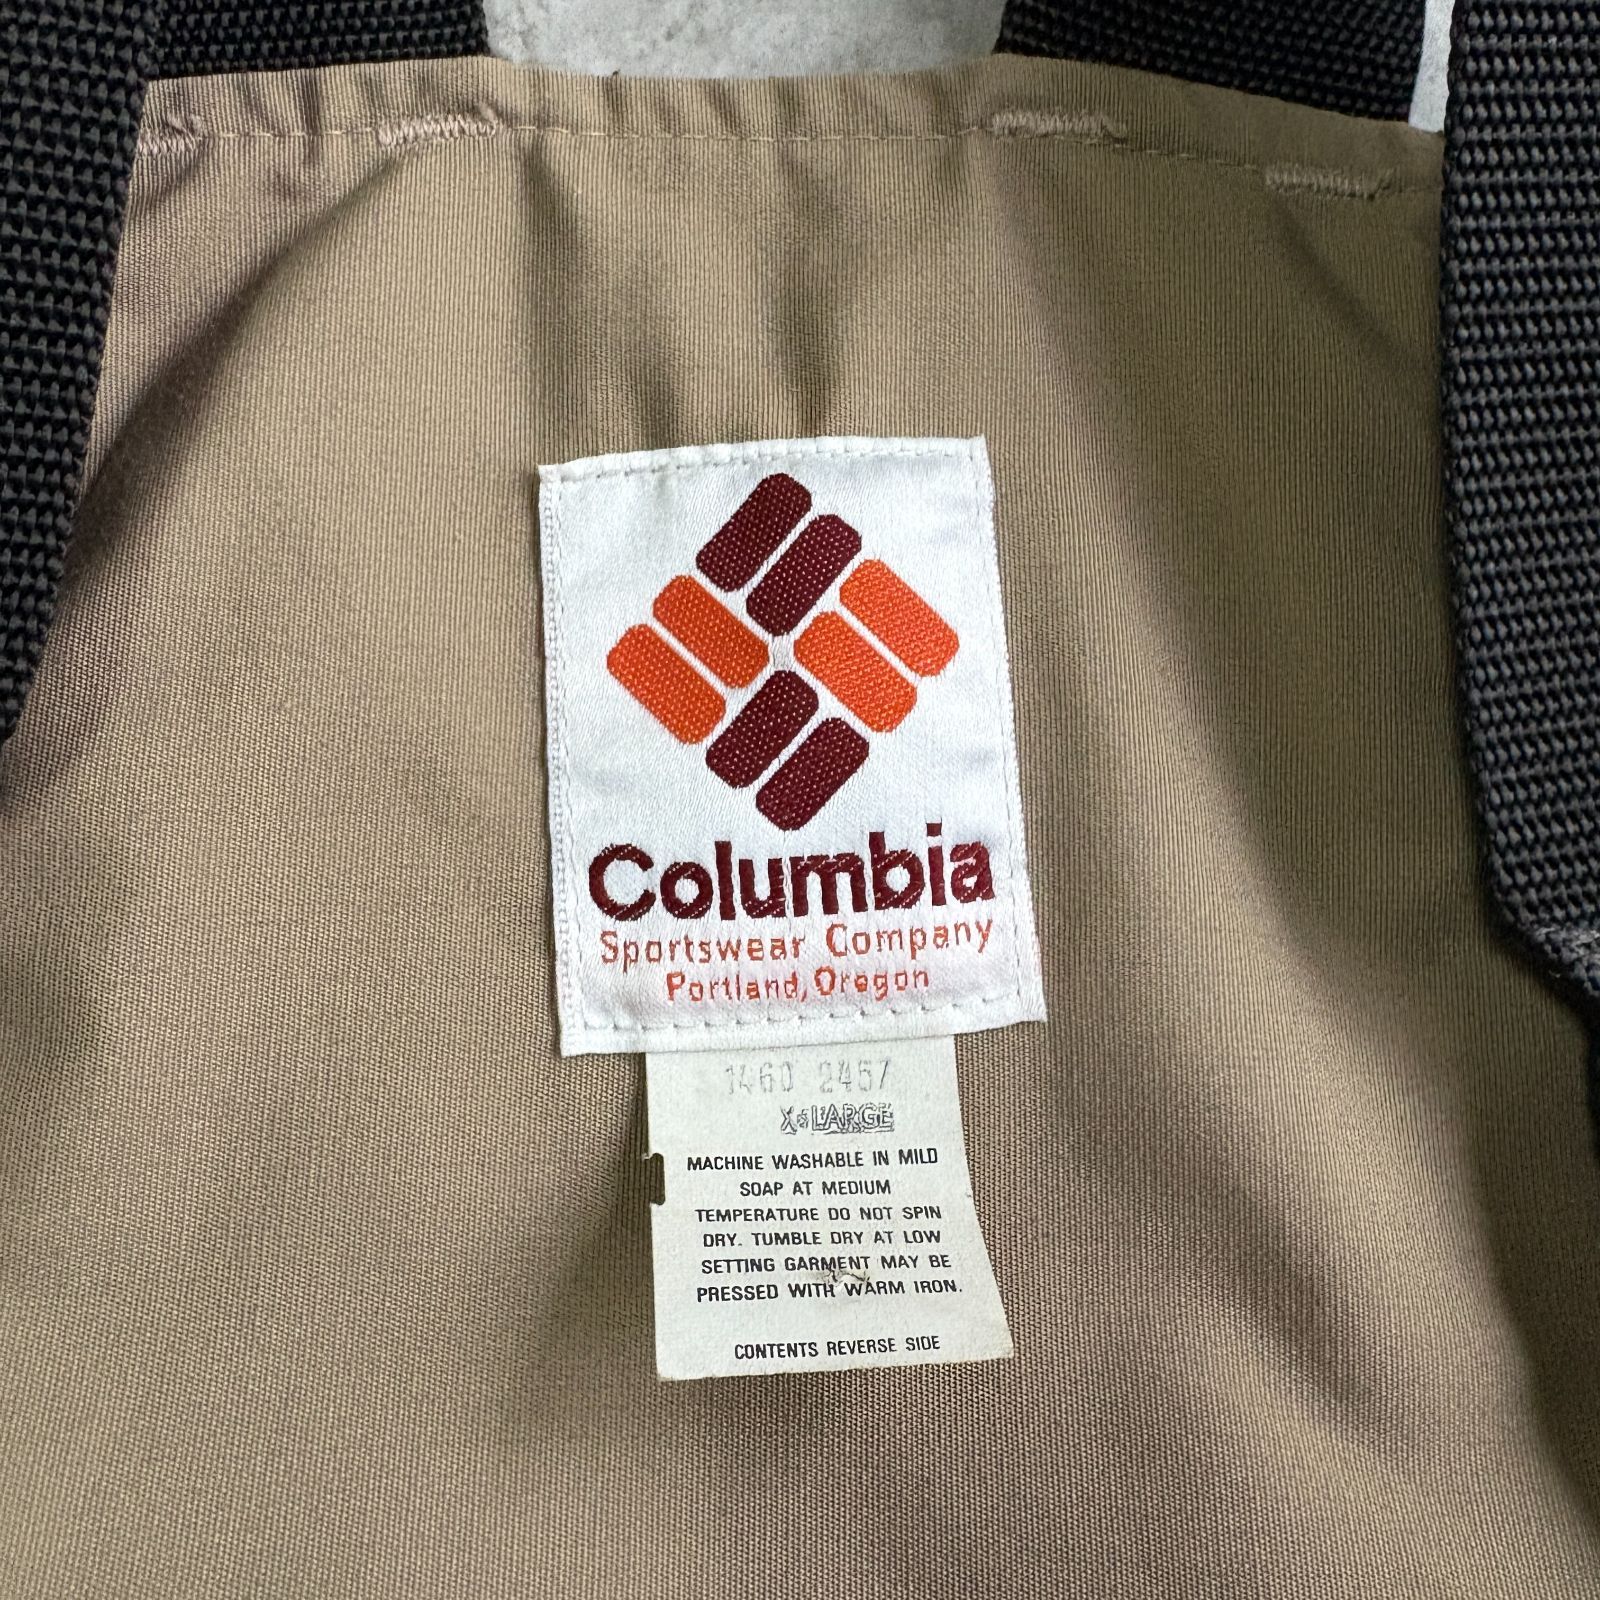 Columbia
Sportswear Company
Portland, Oregon
1460 2467
X-LARGE
MACHINE WASHABLE IN MILD
SOAP AT MEDIUM
TEMPERATURE DO NOT SPIN
DRY. TUMBLE DRY AT LOW
SETTING GARMENT MAY BE
PRESSED WITH WARM IRON.
CONTENTS REVERSE SIDE